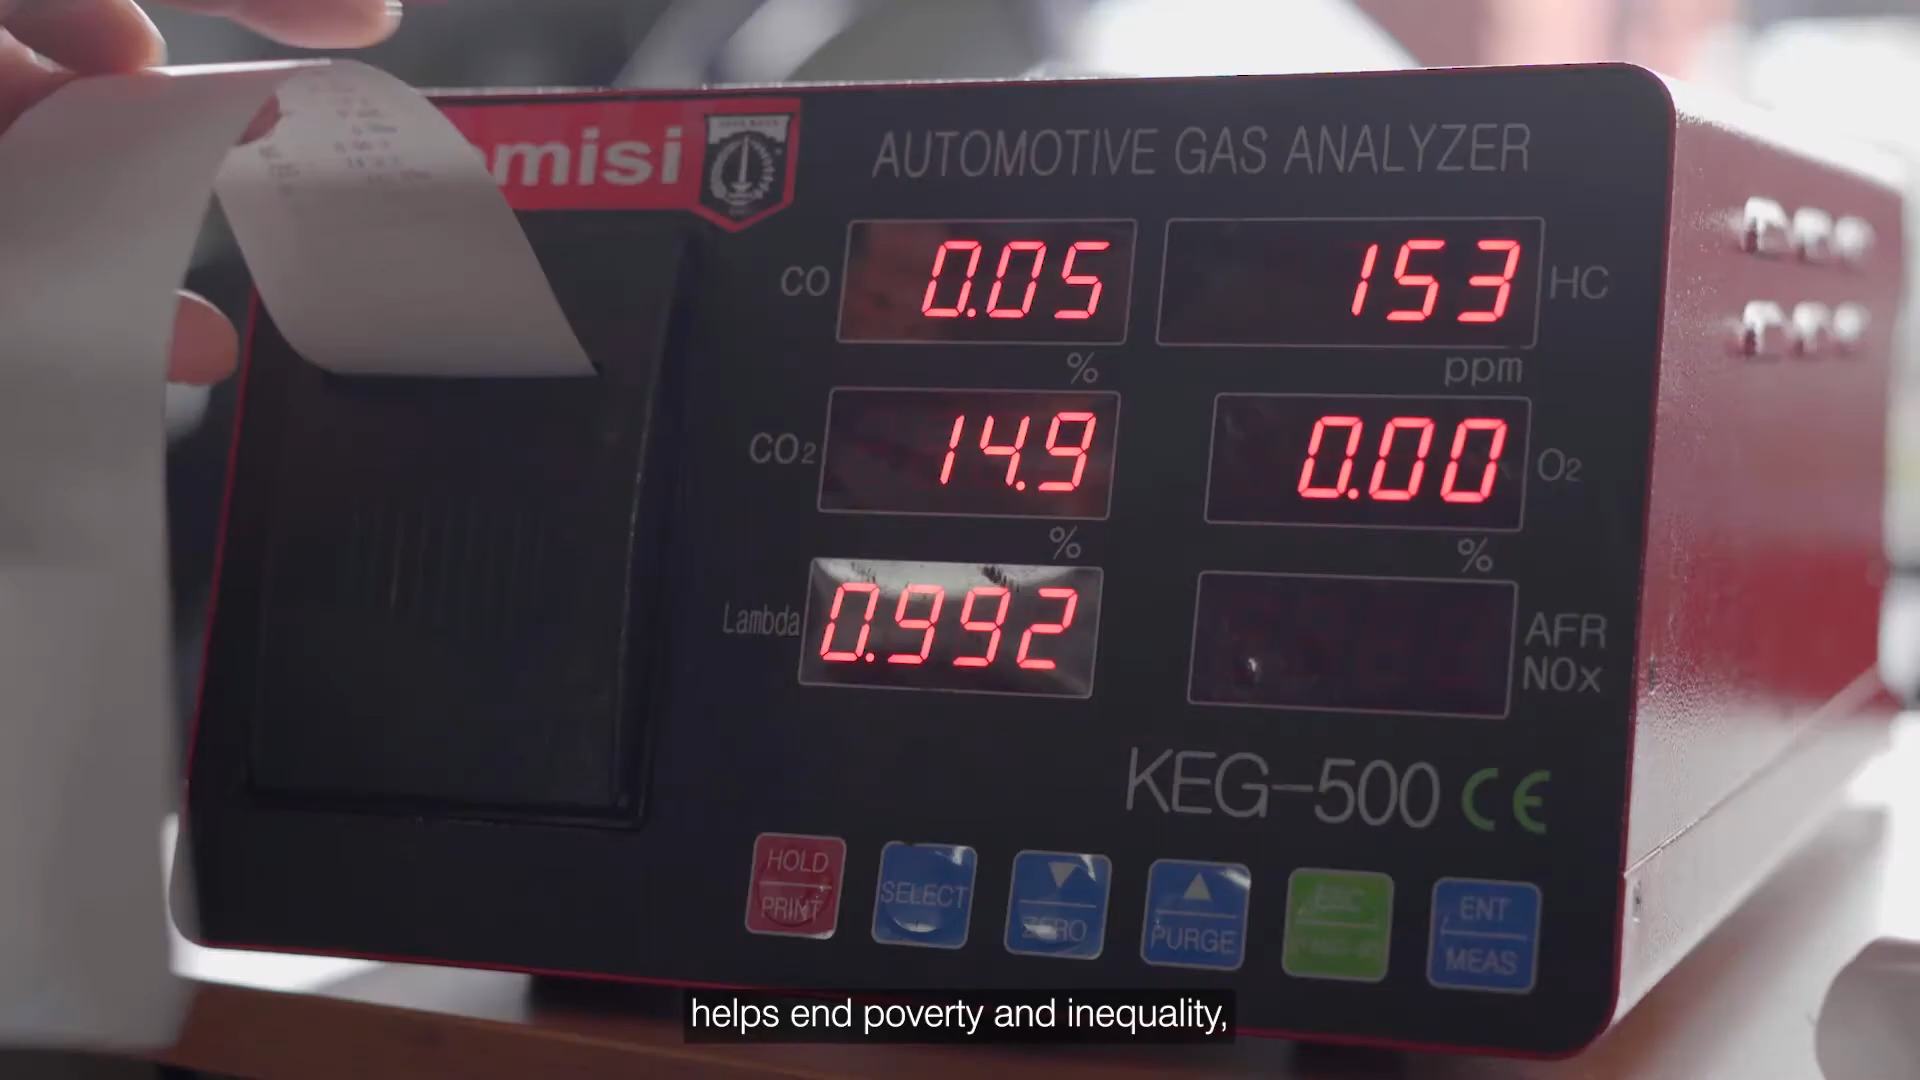 misi
AUTOMOTIVE GAS ANALYZER
CO 0.05 153 HC
% ppm
CO2 14.9 0.00 O2
% %
Lambda 0.992 AFR
NOx
KEG-500 CE
HOLD
PRINT
SELECT
ZERO
PURGE
ESC
ENT
MEAS
helps end poverty and inequality,